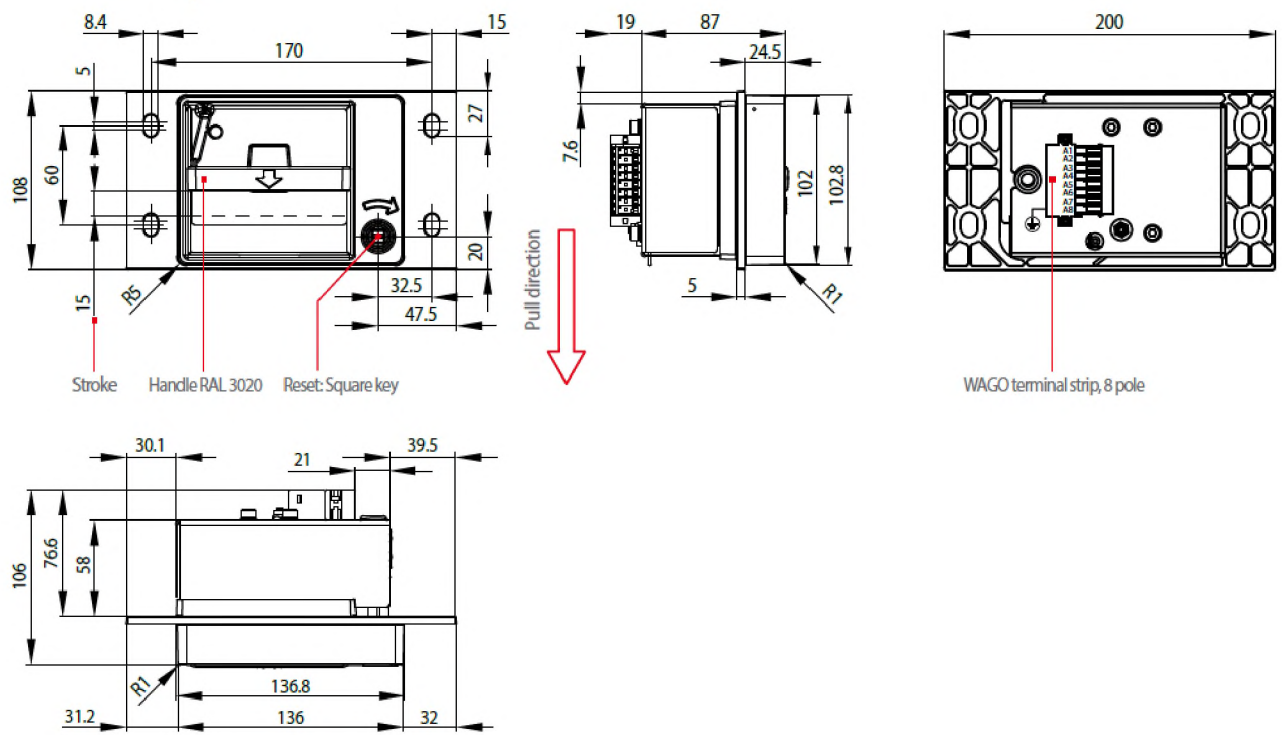 8.4
170
15
5
27
60
108
20
15
R5
32.5
47.5
Stroke
Handle RAL 3020
Reset: Square key
19
87
24.5
7.6
102
102.8
5
R1
Pull direction
200
A1
A2
A3
A4
A5
A6
A7
A8
WAGO terminal strip, 8 pole
30.1
39.5
21
106
76.6
58
R1
136.8
31.2
136
32